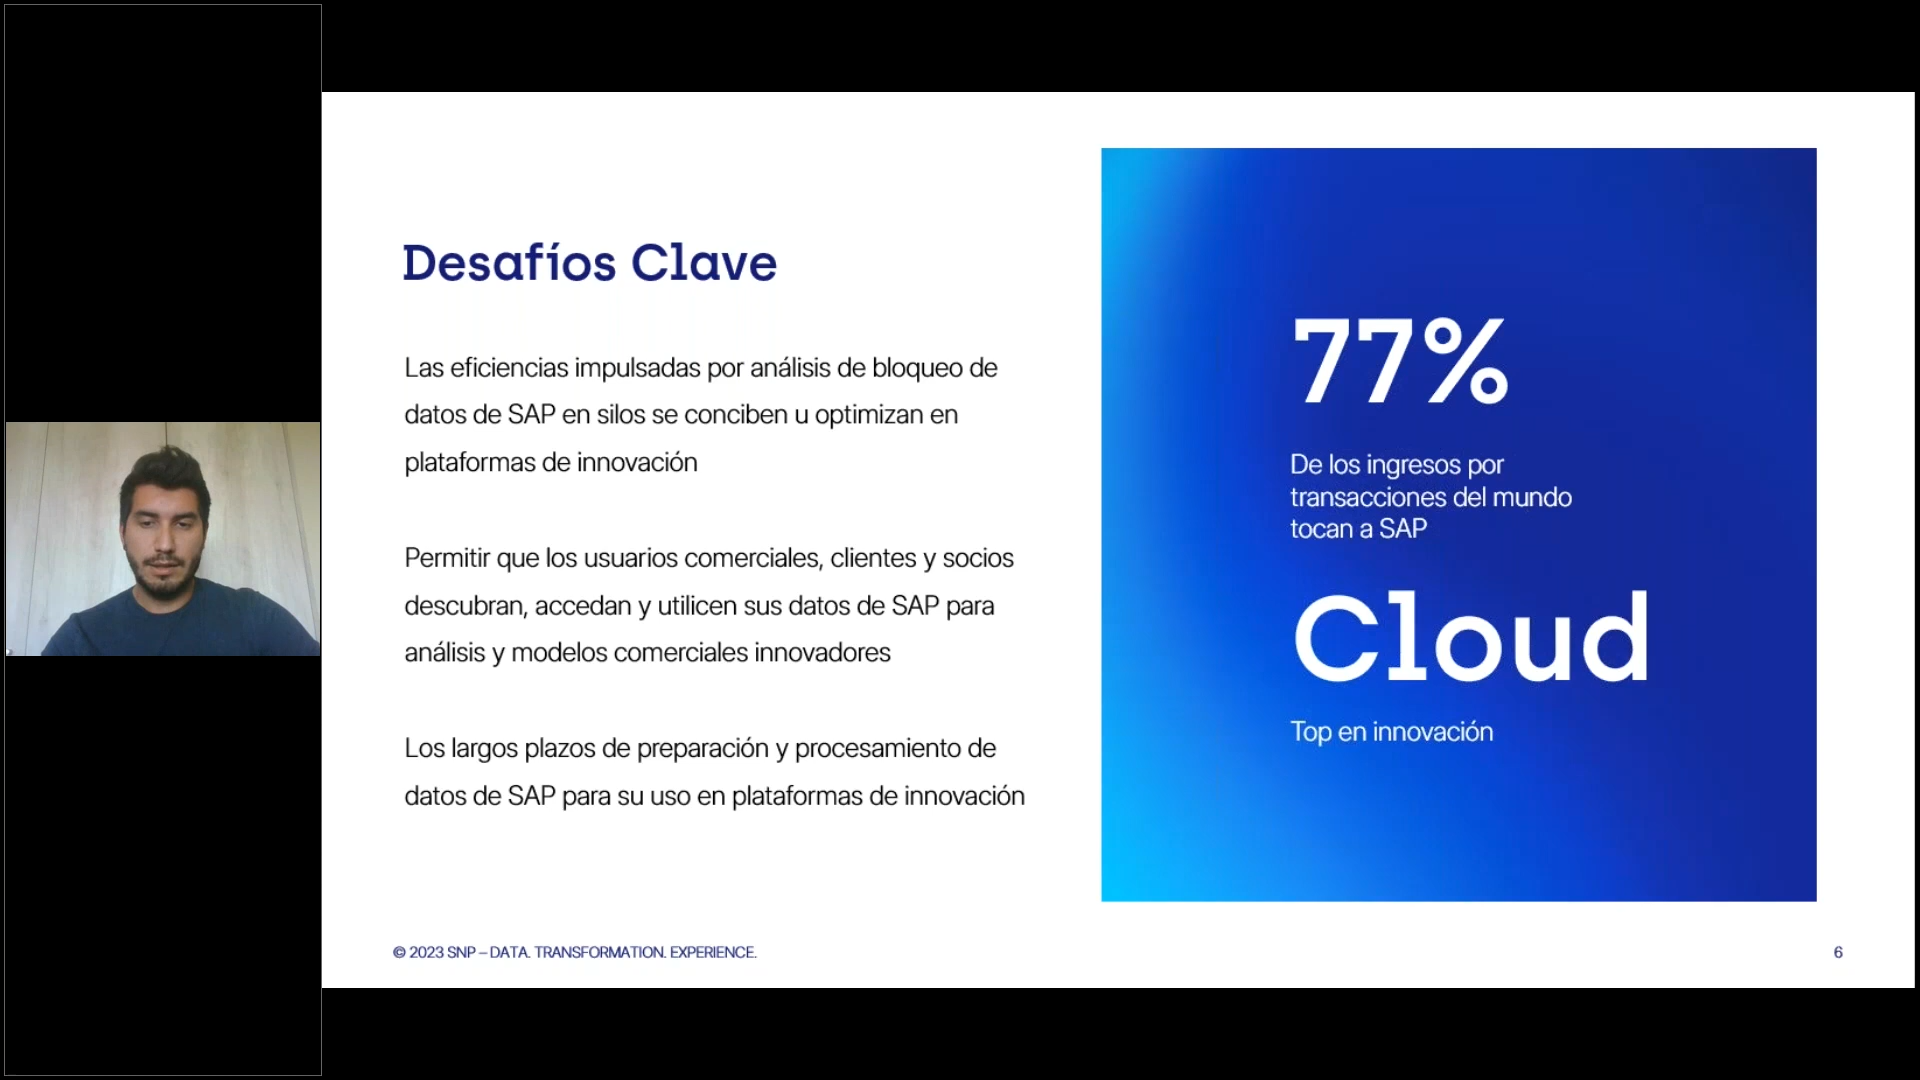 Desafíos Clave
Las eficiencias impulsadas por análisis de bloqueo de
datos de SAP en silos se conciben u optimizan en
plataformas de innovación
Permitir que los usuarios comerciales, clientes y socios
descubran, accedan y utilicen sus datos de SAP para
análisis y modelos comerciales innovadores
Los largos plazos de preparación y procesamiento de
datos de SAP para su uso en plataformas de innovación
77%
De los ingresos por
transacciones del mundo
tocan a SAP
Cloud
Top en innovación
© 2023 SNP – DATA. TRANSFORMATION. EXPERIENCE.
6